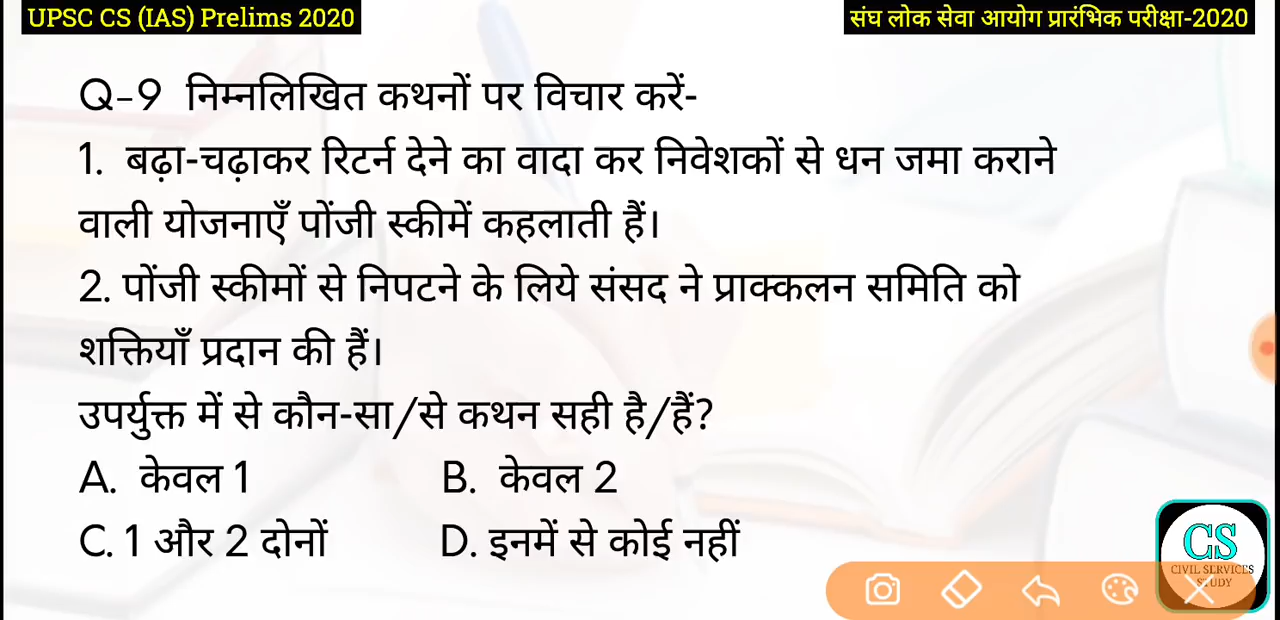 UPSC CS (IAS) Prelims 2020
संघ लोक सेवा आयोग प्रारंभिक परीक्षा-2020
Q-9 निम्नलिखित कथनों पर विचार करें-
1. बढ़ा-चढ़ाकर रिटर्न देने का वादा कर निवेशकों से धन जमा कराने
वाली योजनाएँ पोंजी स्कीमें कहलाती हैं।
2. पोंजी स्कीमों से निपटने के लिये संसद ने प्राक्कलन समिति को
शक्तियाँ प्रदान की हैं।
उपर्युक्त में से कौन-सा/से कथन सही है/हैं?
A. केवल 1 B. केवल 2
C. 1 और 2 दोनों D. इनमें से कोई नहीं
CS
CIVIL SERVICES
STUDY